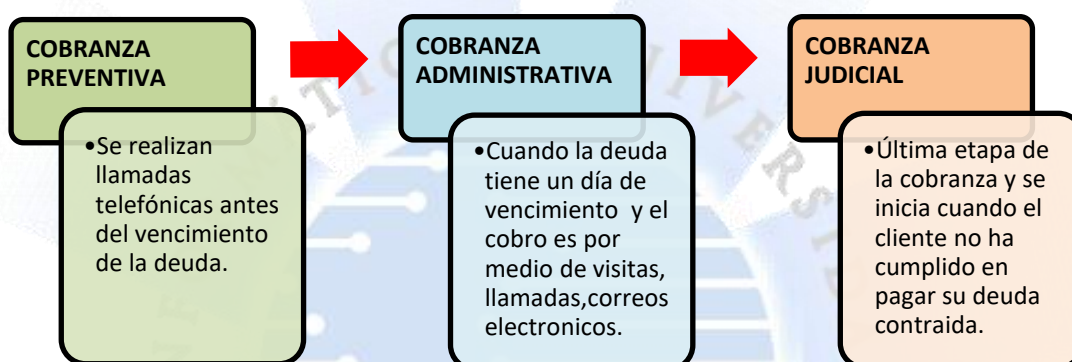 COBRANZA
PREVENTIVA
•Se realizan
llamadas
telefónicas antes
del vencimiento
de la deuda.
COBRANZA
ADMINISTRATIVA
•Cuando la deuda
tiene un día de
vencimiento y el
cobro es por
medio de visitas,
llamadas,correos
electronicos.
COBRANZA
JUDICIAL
•Última etapa de
la cobranza y se
inicia cuando el
cliente no ha
cumplido en
pagar su deuda
contraida.